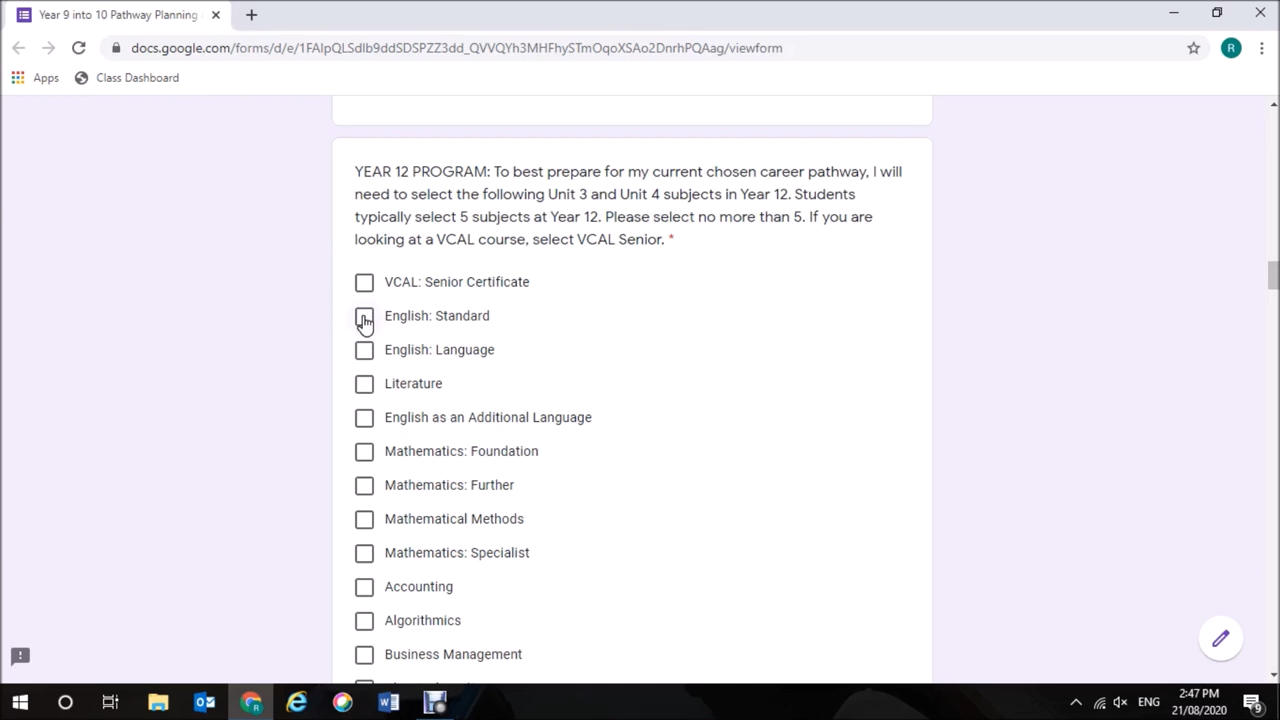 Year 9 into 10 Pathway Planning
docs.google.com/forms/d/e/1FAIpQLSdIb9ddSDSPZZ3dd_QVVQYh3MHFhySTmOqoXSAo2DnrhPQAag/viewform
R
Apps
Class Dashboard
YEAR 12 PROGRAM: To best prepare for my current chosen career pathway, I will
need to select the following Unit 3 and Unit 4 subjects in Year 12. Students
typically select 5 subjects at Year 12. Please select no more than 5. If you are
looking at a VCAL course, select VCAL Senior. *
VCAL: Senior Certificate
English: Standard
English: Language
Literature
English as an Additional Language
Mathematics: Foundation
Mathematics: Further
Mathematical Methods
Mathematics: Specialist
Accounting
Algorithmics
Business Management
ENG
2:47 PM
21/08/2020
9